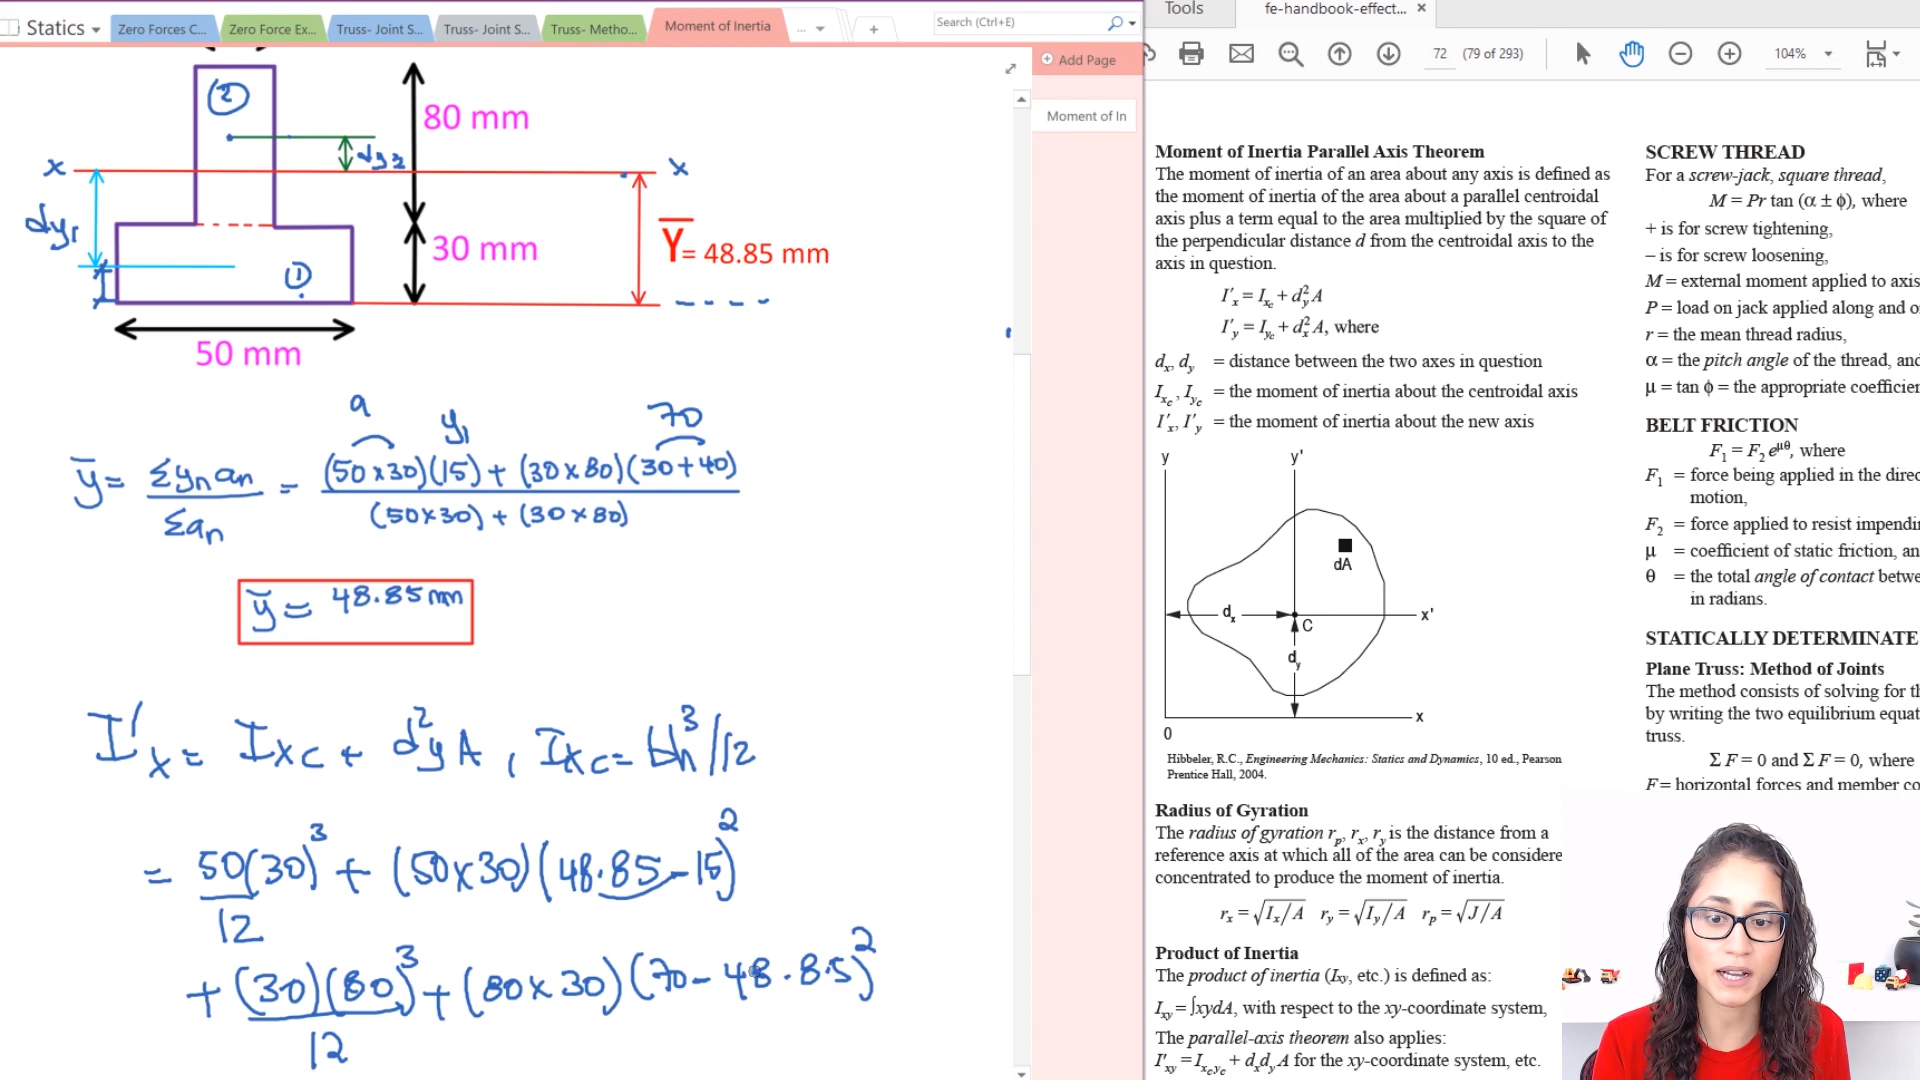 Statics
Zero Forces C...
Zero Force Ex...
Truss- Joint S...
Truss- Joint S...
Truss- Metho...
Moment of Inertia
...
+
Search (Ctrl+E)
Add Page
Moment of In
②
80 mm
x
x
dy2
dy1
30 mm
Y̅ = 48.85 mm
①
50 mm
a
y1
70
ȳ = Σyn an / Σan = (50×30)(15) + (30×80)(30+40) / (50×30) + (30×80)
ȳ = 48.85mm
I'x = Ixc + d²y A , Ixc = bh³/12
= 50(30)³/12 + (50×30)(48.85-15)²
+ (30)(80)³/12 + (80×30)(70-48.85)²
Tools
fe-handbook-effect... ×
72 (79 of 293)
104%
Moment of Inertia Parallel Axis Theorem
The moment of inertia of an area about any axis is defined as
the moment of inertia of the area about a parallel centroidal
axis plus a term equal to the area multiplied by the square of
the perpendicular distance d from the centroidal axis to the
axis in question.
I'x = Ixc + dy² A
I'y = Iyc + dx² A, where
dx, dy = distance between the two axes in question
Ixc, Iyc = the moment of inertia about the centroidal axis
I'x, I'y = the moment of inertia about the new axis
y
y'
dA
dx
C
x'
dy
x
0
Hibbeler, R.C., Engineering Mechanics: Statics and Dynamics, 10 ed., Pearson
Prentice Hall, 2004.
Radius of Gyration
The radius of gyration rp, rx, ry is the distance from a
reference axis at which all of the area can be considere
concentrated to produce the moment of inertia.
rx = √Ix/A ry = √Iy/A rp = √J/A
Product of Inertia
The product of inertia (Ixy, etc.) is defined as:
Ixy = ∫xydA, with respect to the xy-coordinate system,
The parallel-axis theorem also applies:
I'xy = Ixcyc + dxdyA for the xy-coordinate system, etc.
SCREW THREAD
For a screw-jack, square thread,
M = Pr tan (α ± ϕ), where
+ is for screw tightening,
– is for screw loosening,
M = external moment applied to axis
P = load on jack applied along and o
r = the mean thread radius,
α = the pitch angle of the thread, and
μ = tan ϕ = the appropriate coefficien
BELT FRICTION
F1 = F2 e^μθ, where
F1 = force being applied in the direc
motion,
F2 = force applied to resist impendi
μ = coefficient of static friction, an
θ = the total angle of contact betwe
in radians.
STATICALLY DETERMINATE
Plane Truss: Method of Joints
The method consists of solving for th
by writing the two equilibrium equat
truss.
Σ F = 0 and Σ F = 0, where
F = horizontal forces and member co